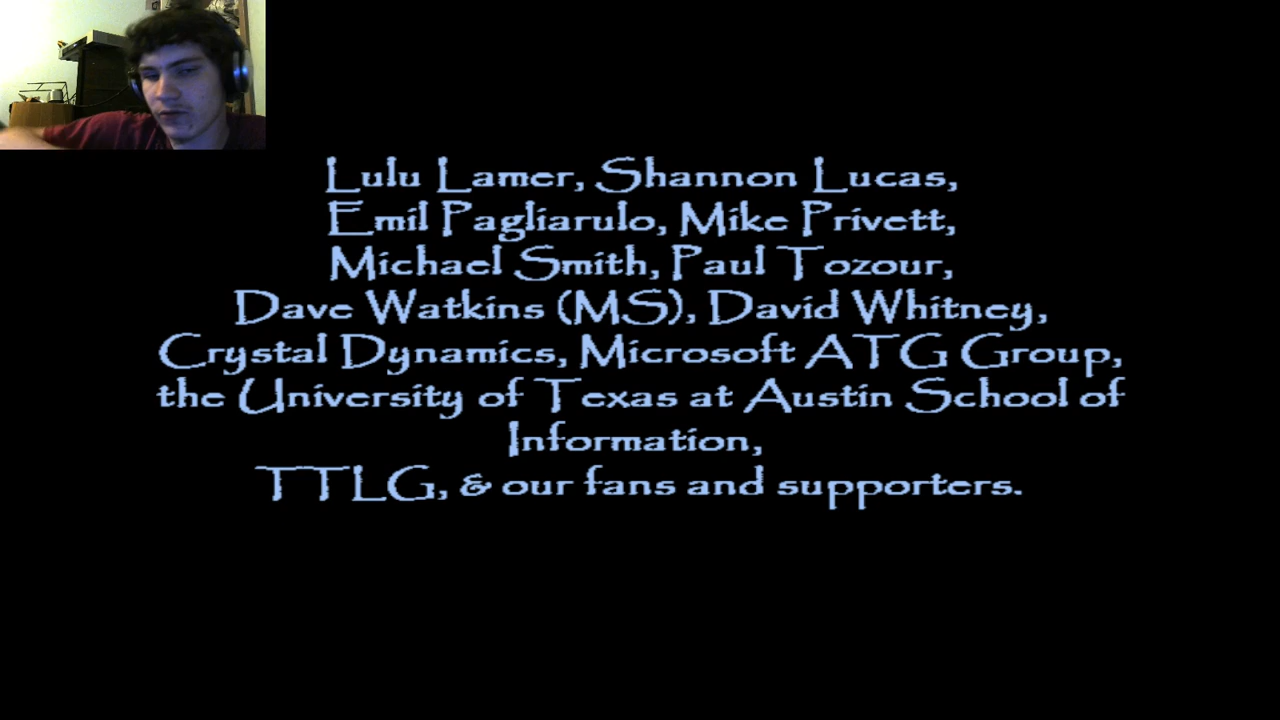 Lulu Lamer, Shannon Lucas,
Emil Pagliarulo, Mike Privett,
Michael Smith, Paul Tozour,
Dave Watkins (MS), David Whitney,
Crystal Dynamics, Microsoft ATG Group,
the University of Texas at Austin School of
Information,
TTLG, & our fans and supporters.